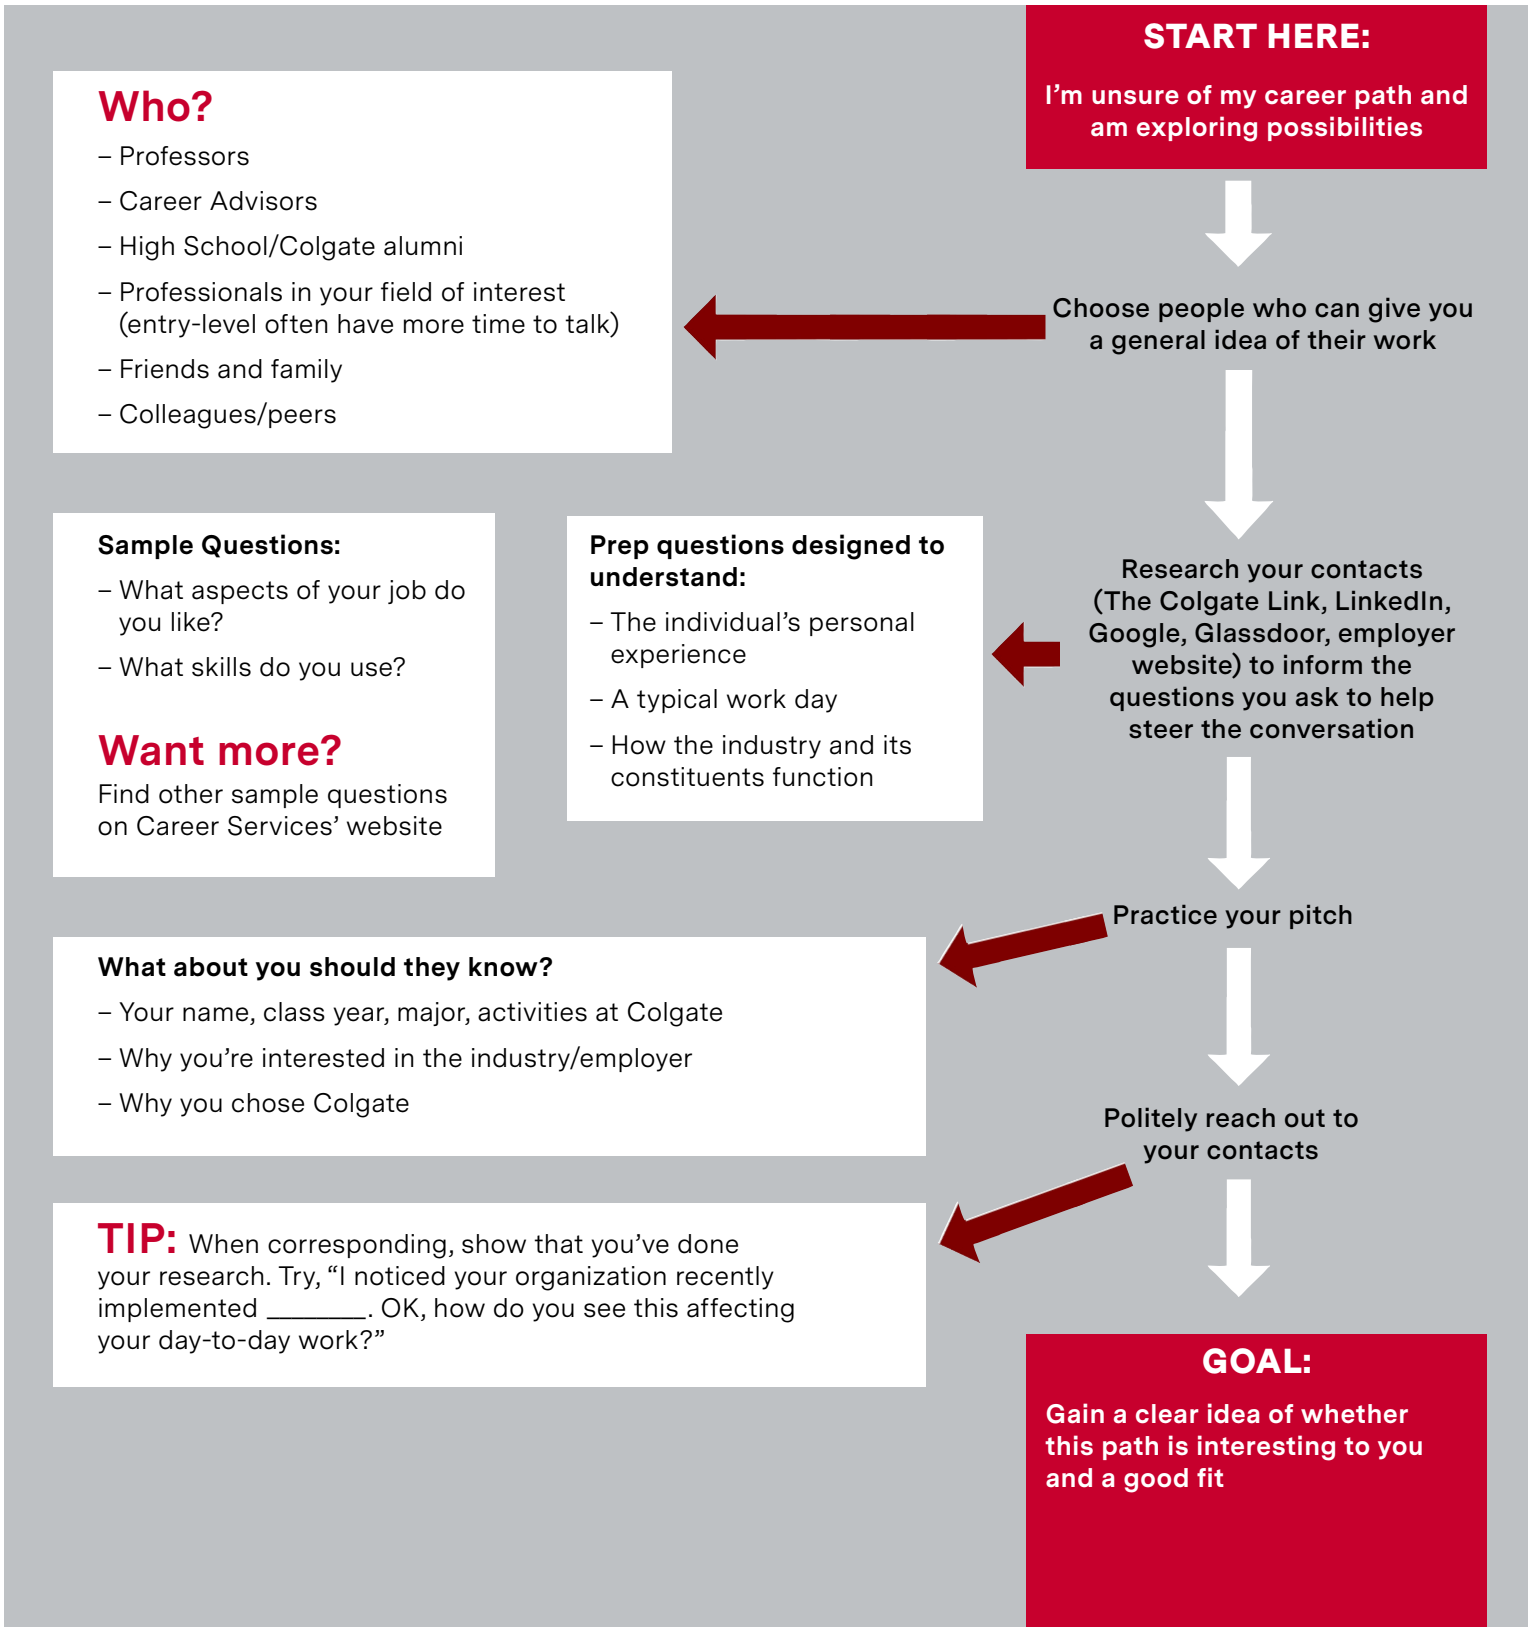 START HERE:
I’m unsure of my career path and
am exploring possibilities
Who?
– Professors
– Career Advisors
– High School/Colgate alumni
– Professionals in your field of interest
(entry-level often have more time to talk)
– Friends and family
– Colleagues/peers
Choose people who can give you
a general idea of their work
Sample Questions:
– What aspects of your job do
you like?
– What skills do you use?
Want more?
Find other sample questions
on Career Services’ website
Prep questions designed to
understand:
– The individual’s personal
experience
– A typical work day
– How the industry and its
constituents function
Research your contacts
(The Colgate Link, LinkedIn,
Google, Glassdoor, employer
website) to inform the
questions you ask to help
steer the conversation
Practice your pitch
What about you should they know?
– Your name, class year, major, activities at Colgate
– Why you’re interested in the industry/employer
– Why you chose Colgate
Politely reach out to
your contacts
TIP: When corresponding, show that you’ve done
your research. Try, “I noticed your organization recently
implemented ________. OK, how do you see this affecting
your day-to-day work?”
GOAL:
Gain a clear idea of whether
this path is interesting to you
and a good fit